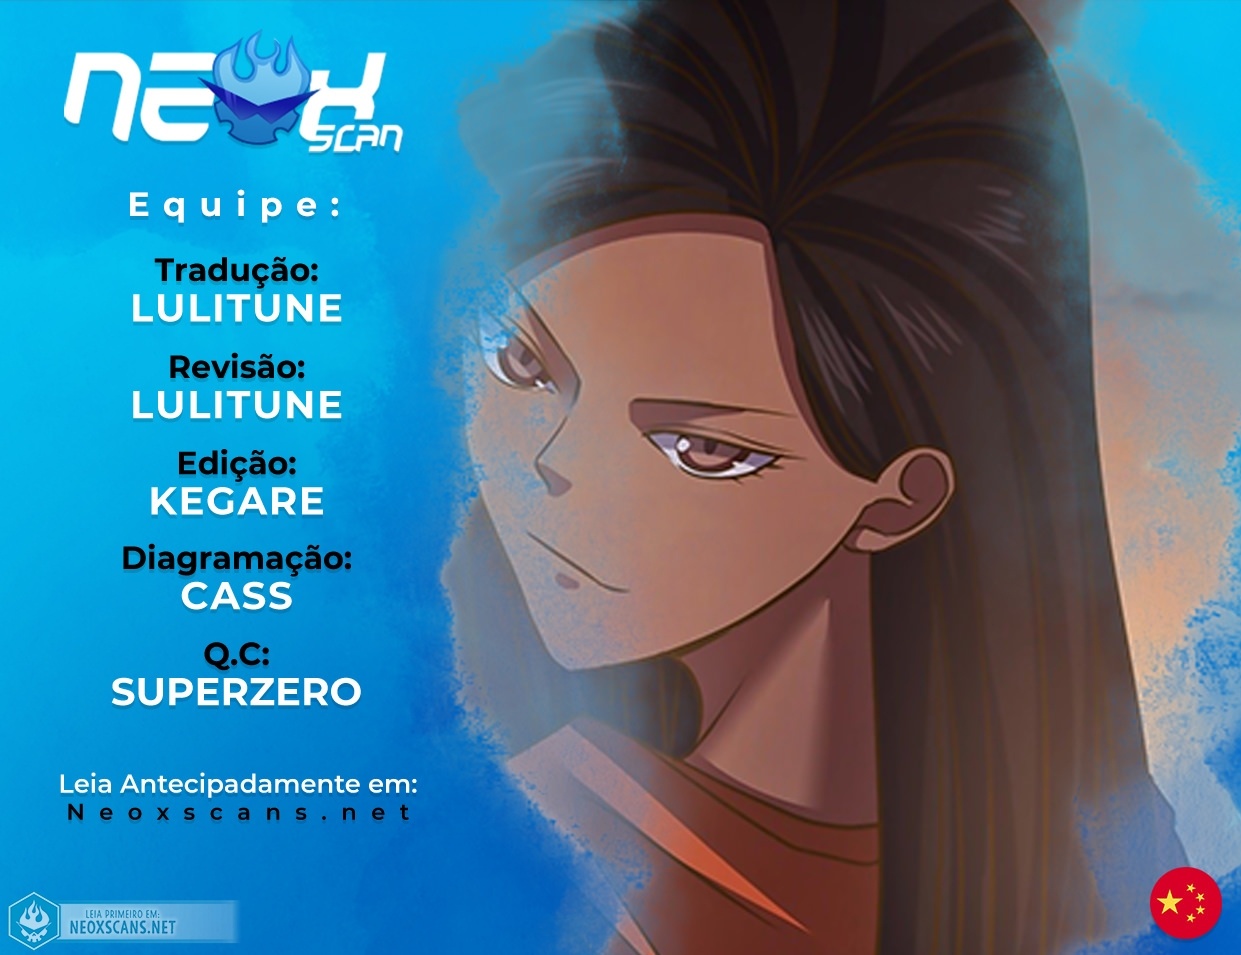 NEOX
SCAN
Equipe:
Tradução:
LULITUNE
Revisão:
LULITUNE
Edição:
KEGARE
Diagramação:
CASS
Q.C:
SUPERZERO
Leia Antecipadamente em:
Neoxscans.net
LEIA PRIMEIRO EM:
NEOXSCANS.NET